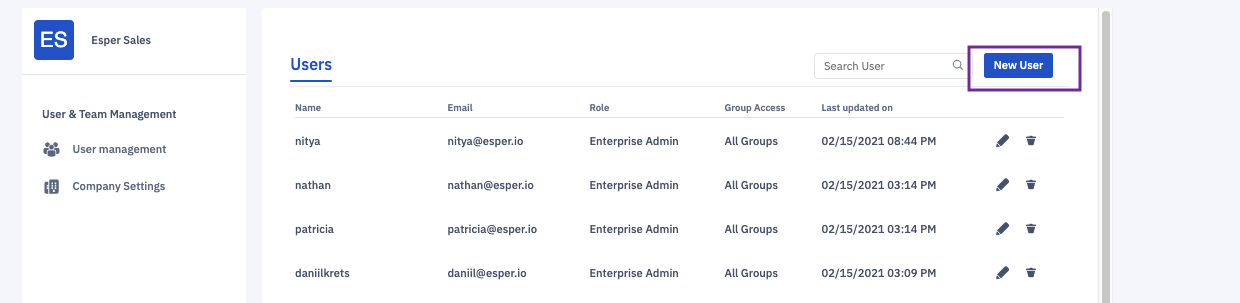 ES
Esper Sales
User & Team Management
User management
Company Settings
Users
Search User
New User
Name Email Role Group Access Last updated on
nitya nitya@esper.io Enterprise Admin All Groups 02/15/2021 08:44 PM
nathan nathan@esper.io Enterprise Admin All Groups 02/15/2021 03:14 PM
patricia patricia@esper.io Enterprise Admin All Groups 02/15/2021 03:14 PM
daniilkrets daniil@esper.io Enterprise Admin All Groups 02/15/2021 03:09 PM